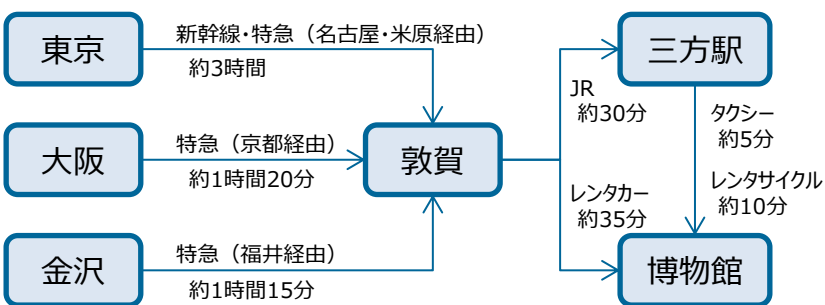 東京
新幹線・特急（名古屋・米原経由）
約3時間
大阪
特急（京都経由）
約1時間20分
金沢
特急（福井経由）
約1時間15分
敦賀
JR
約30分
レンタカー
約35分
三方駅
タクシー
約5分
レンタサイクル
約10分
博物館